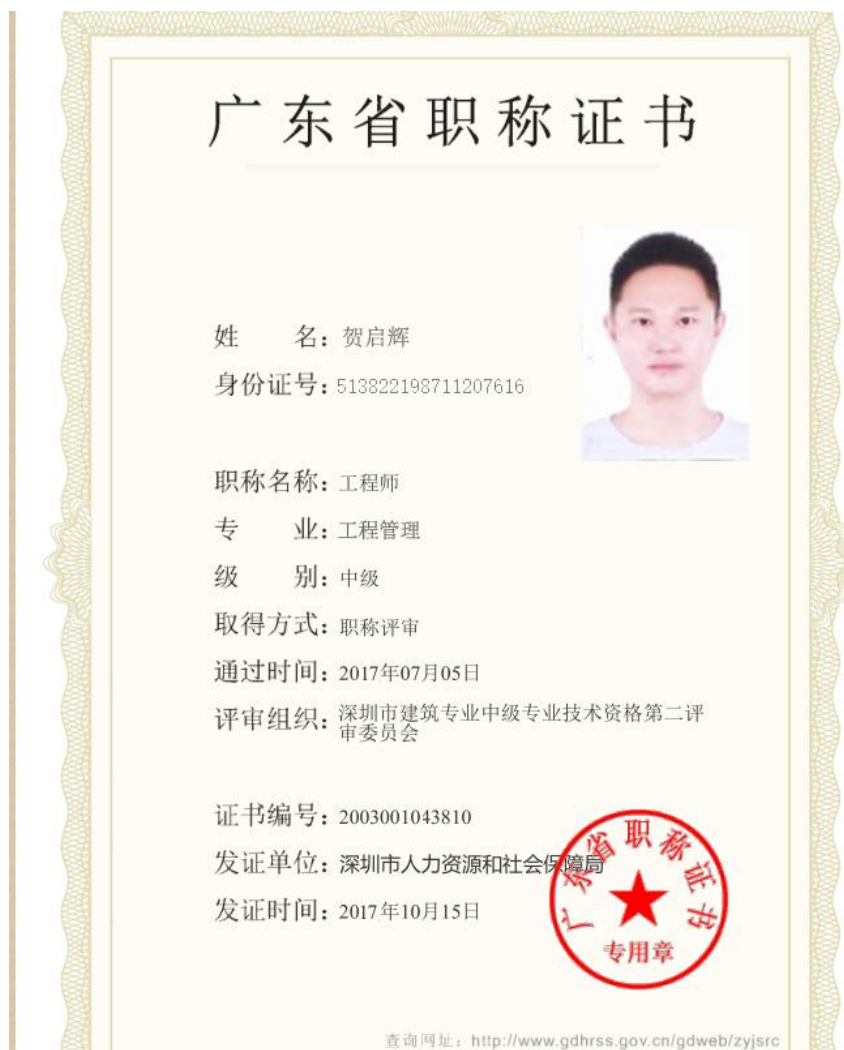 广东省职称证书
姓 名：贺启辉
身份证号：513822198711207616
职称名称：工程师
专 业：工程管理
级 别：中级
取得方式：职称评审
通过时间：2017年07月05日
评审组织：深圳市建筑专业中级专业技术资格第二评
审委员会
证书编号：2003001043810
发证单位：深圳市人力资源和社会保障局
发证时间：2017年10月15日
广东省职称证书
专用章
查询网址：http://www.gdhrss.gov.cn/gdweb/zyjsrc